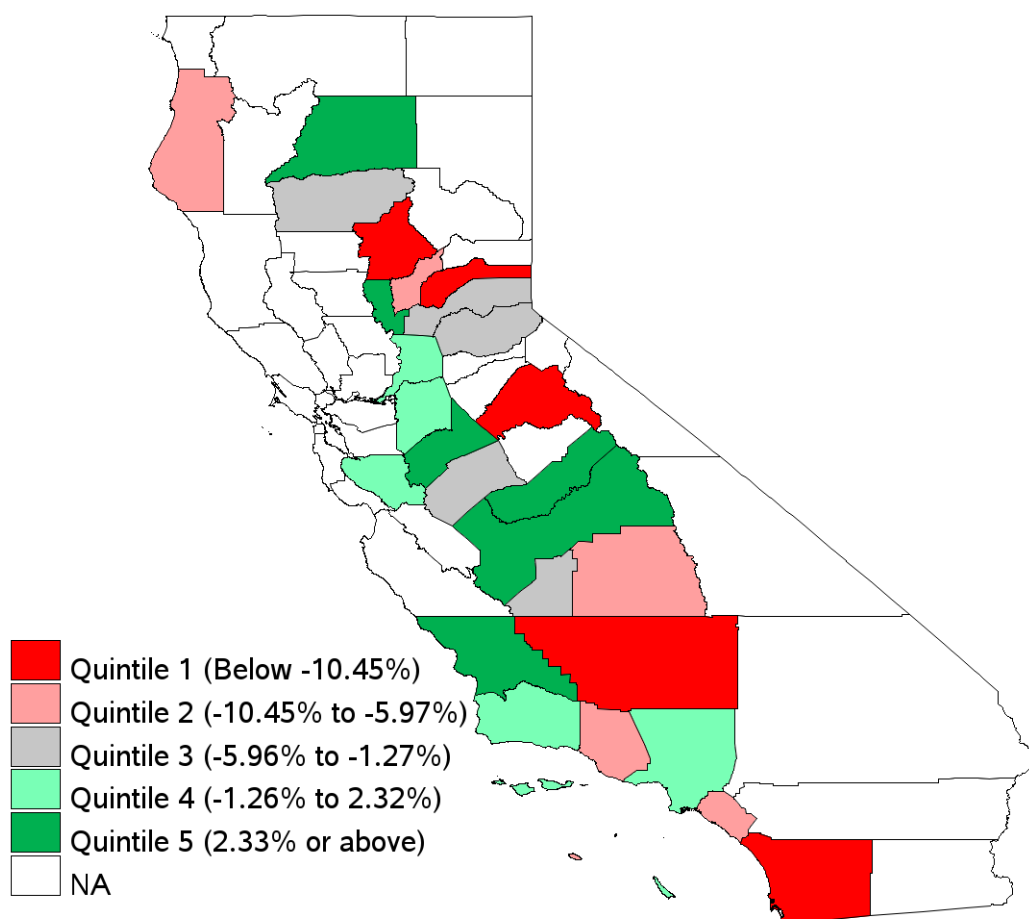 Quintile 1 (Below -10.45%)
Quintile 2 (-10.45% to -5.97%)
Quintile 3 (-5.96% to -1.27%)
Quintile 4 (-1.26% to 2.32%)
Quintile 5 (2.33% or above)
NA